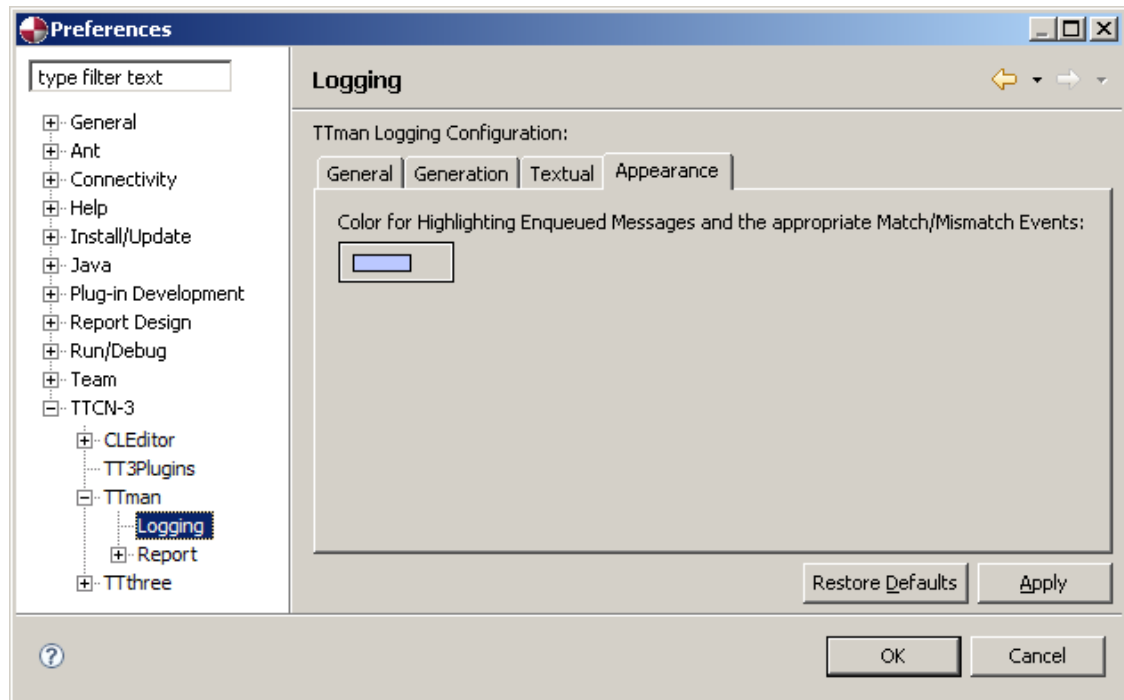 Preferences
type filter text
General
Ant
Connectivity
Help
Install/Update
Java
Plug-in Development
Report Design
Run/Debug
Team
TTCN-3
CLEditor
TT3Plugins
TTman
Logging
Report
TTthree
Logging
TTman Logging Configuration:
General Generation Textual Appearance
Color for Highlighting Enqueued Messages and the appropriate Match/Mismatch Events:
Restore Defaults Apply
? OK Cancel